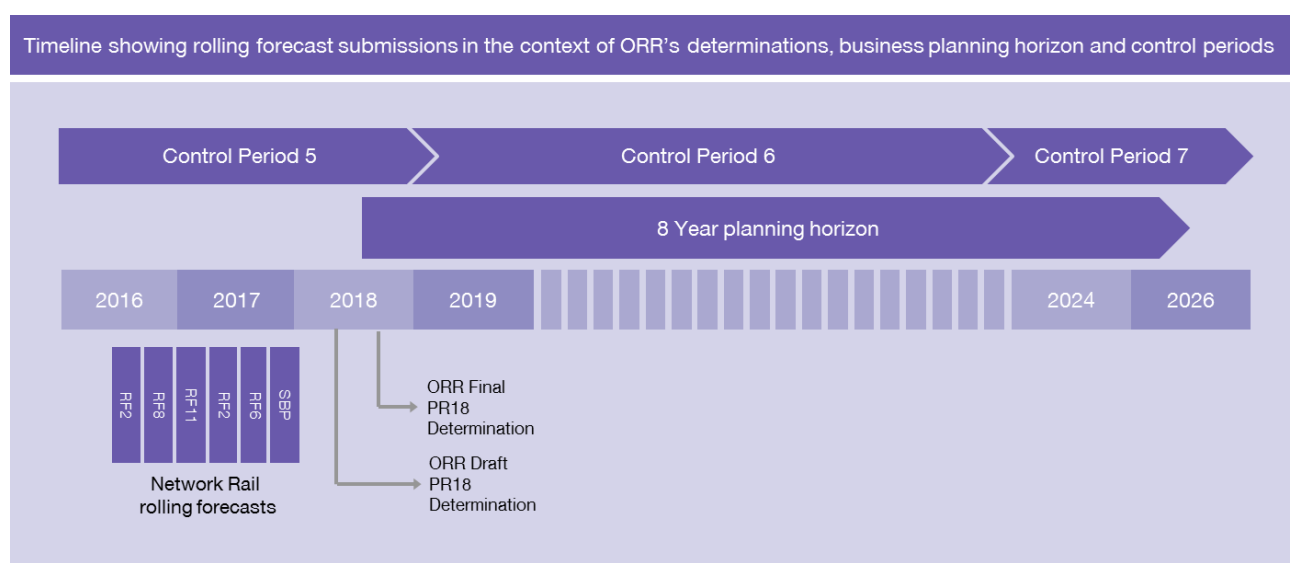 Timeline showing rolling forecast submissions in the context of ORR's determinations, business planning horizon and control periods
Control Period 5
Control Period 6
Control Period 7
8 Year planning horizon
2016
2017
2018
2019
2024
2026
RF2
RF8
RF11
RF2
RF6
SBP
Network Rail
rolling forecasts
ORR Final
PR18
Determination
ORR Draft
PR18
Determination